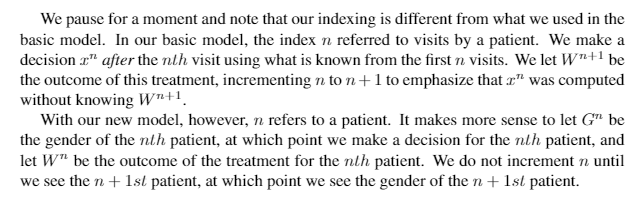 We pause for a moment and note that our indexing is different from what we used in the
basic model. In our basic model, the index n referred to visits by a patient. We make a
decision xⁿ after the nth visit using what is known from the first n visits. We let Wⁿ⁺¹ be
the outcome of this treatment, incrementing n to n + 1 to emphasize that xⁿ was computed
without knowing Wⁿ⁺¹.
With our new model, however, n refers to a patient. It makes more sense to let Gⁿ be
the gender of the nth patient, at which point we make a decision for the nth patient, and
let Wⁿ be the outcome of the treatment for the nth patient. We do not increment n until
we see the n + 1st patient, at which point we see the gender of the n + 1st patient.